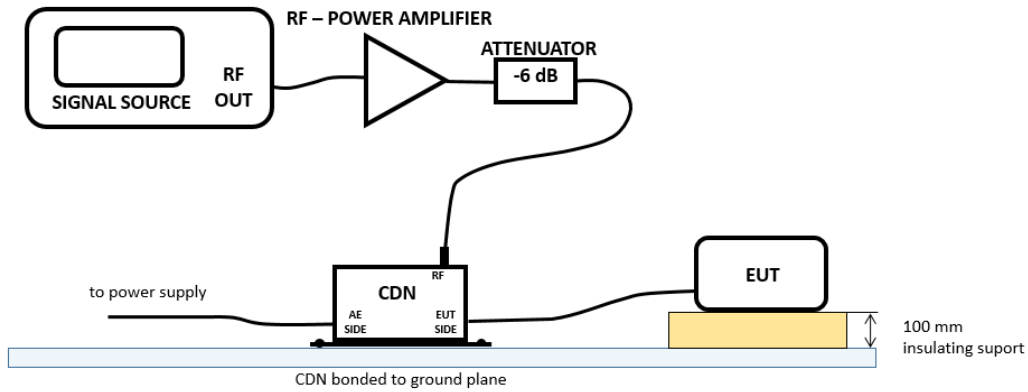 RF – POWER AMPLIFIER
ATTENUATOR
-6 dB
RF
OUT
SIGNAL SOURCE
RF
CDN
AE
SIDE
EUT
SIDE
EUT
to power supply
100 mm
insulating suport
CDN bonded to ground plane